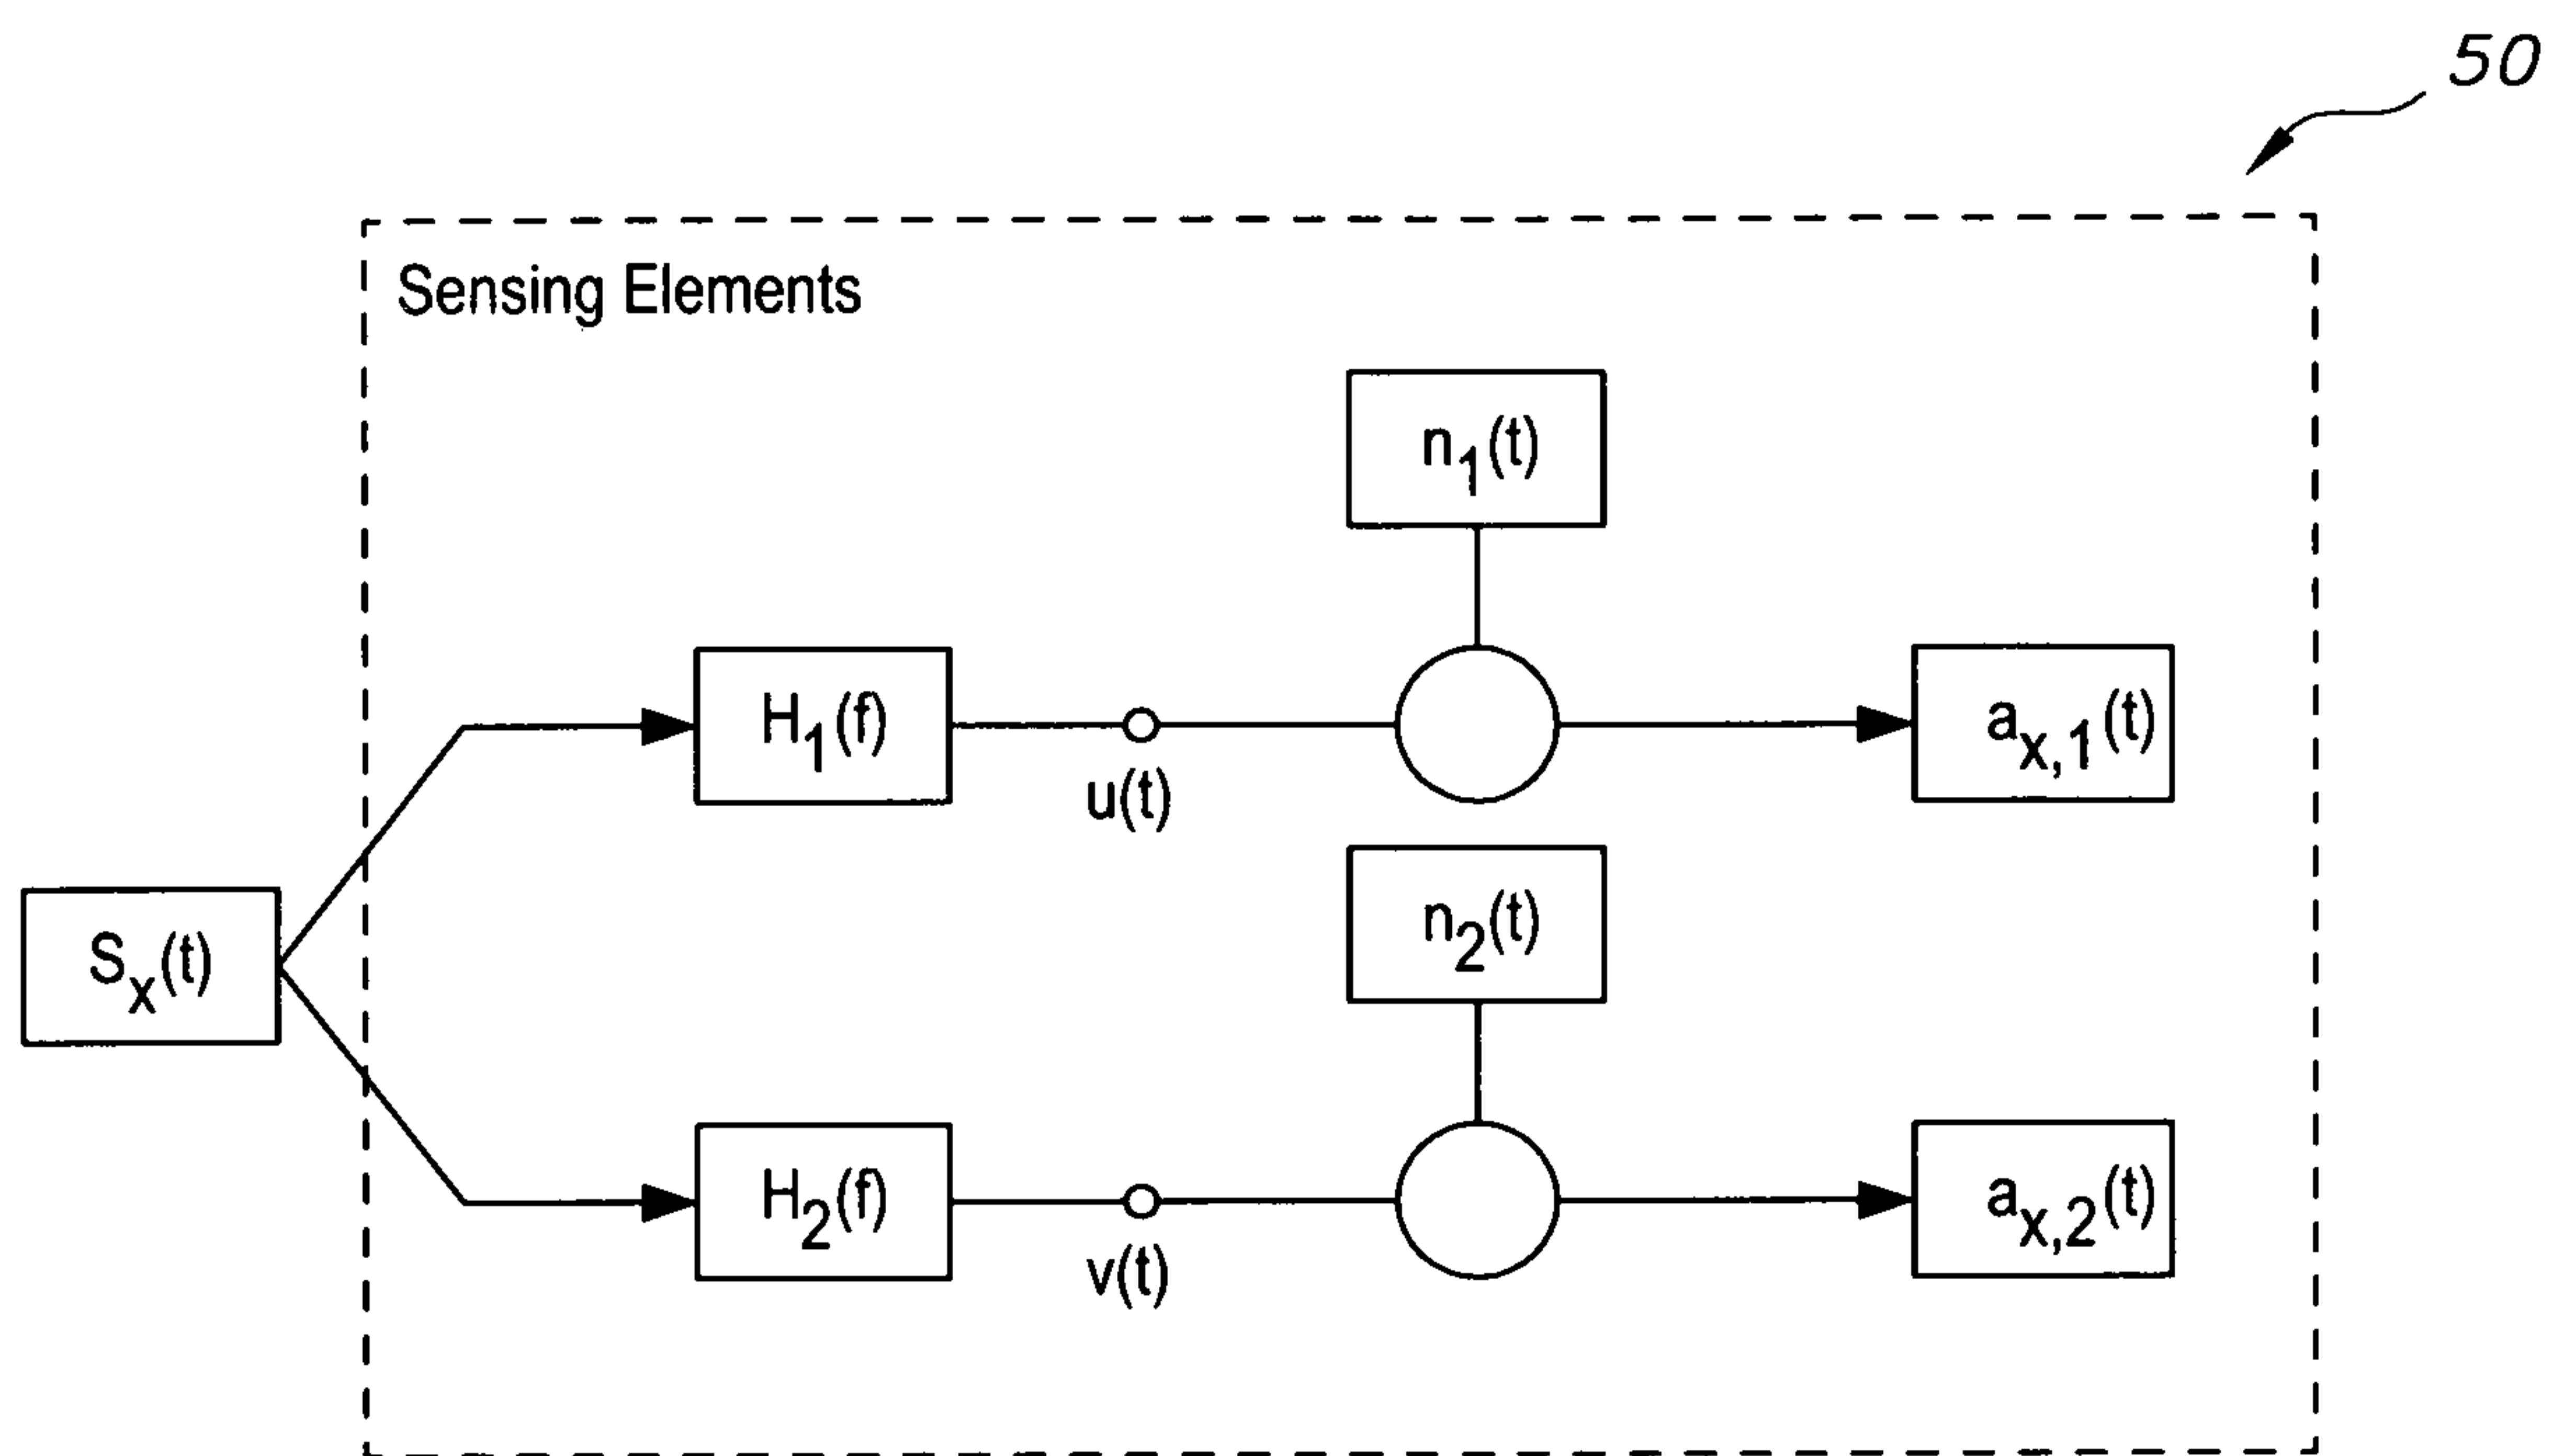 50
Sensing Elements
n1(t)
H1(f)
u(t)
ax,1(t)
Sx(t)
n2(t)
H2(f)
v(t)
ax,2(t)